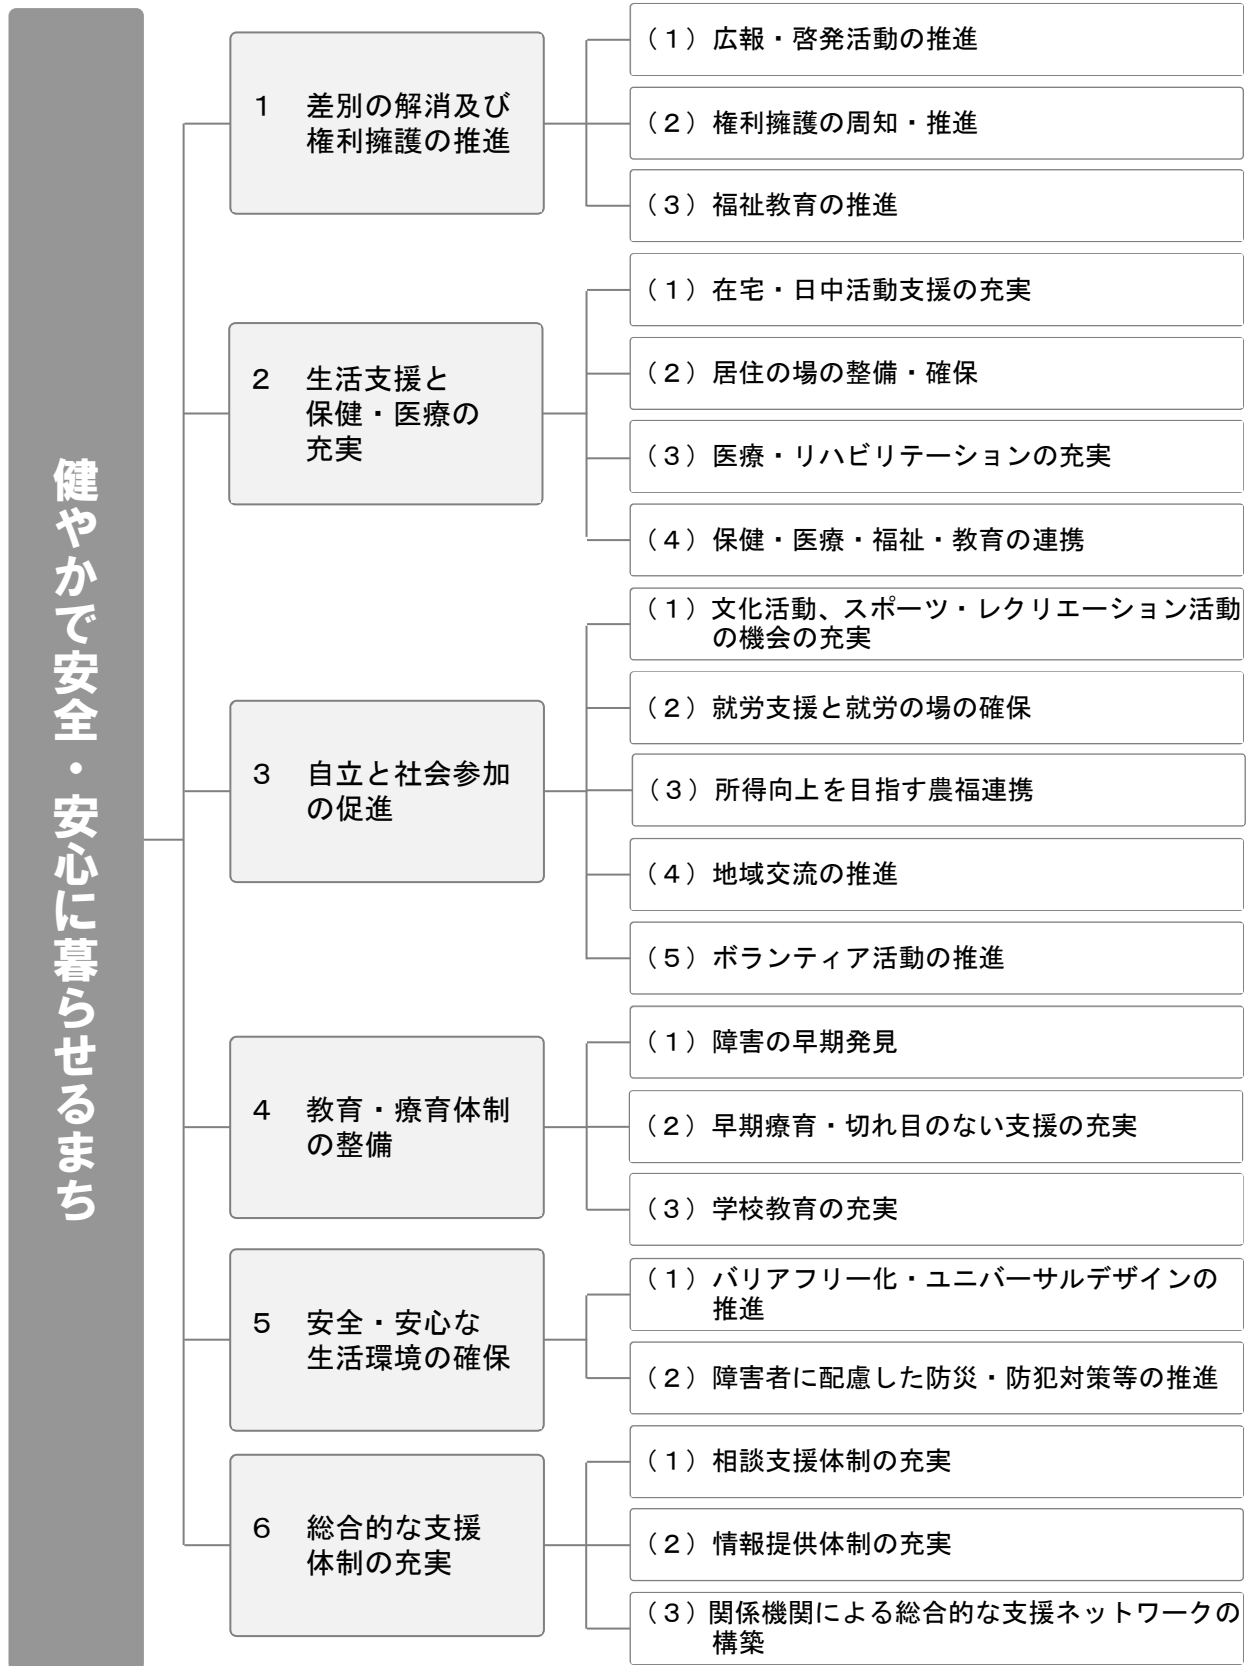 健やかで安全・安心に暮らせるまち
1　差別の解消及び
権利擁護の推進
（１）広報・啓発活動の推進
（２）権利擁護の周知・推進
（３）福祉教育の推進
2　生活支援と
保健・医療の
充実
（１）在宅・日中活動支援の充実
（２）居住の場の整備・確保
（３）医療・リハビリテーションの充実
（４）保健・医療・福祉・教育の連携
3　自立と社会参加
の促進
（１）文化活動、スポーツ・レクリエーション活動
の機会の充実
（２）就労支援と就労の場の確保
（３）所得向上を目指す農福連携
（４）地域交流の推進
（５）ボランティア活動の推進
4　教育・療育体制
の整備
（１）障害の早期発見
（２）早期療育・切れ目のない支援の充実
（３）学校教育の充実
5　安全・安心な
生活環境の確保
（１）バリアフリー化・ユニバーサルデザインの
推進
（２）障害者に配慮した防災・防犯対策等の推進
6　総合的な支援
体制の充実
（１）相談支援体制の充実
（２）情報提供体制の充実
（３）関係機関による総合的な支援ネットワークの
構築